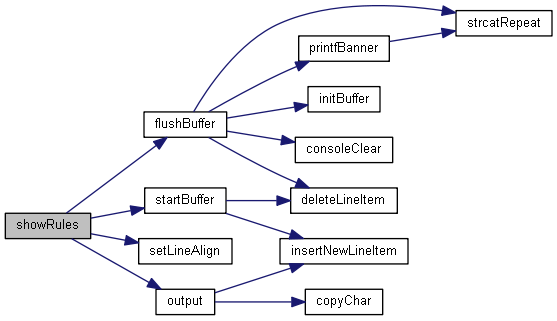 strcatRepeat
printfBanner
initBuffer
flushBuffer
consoleClear
startBuffer
deleteLineItem
showRules
setLineAlign
insertNewLineItem
output
copyChar